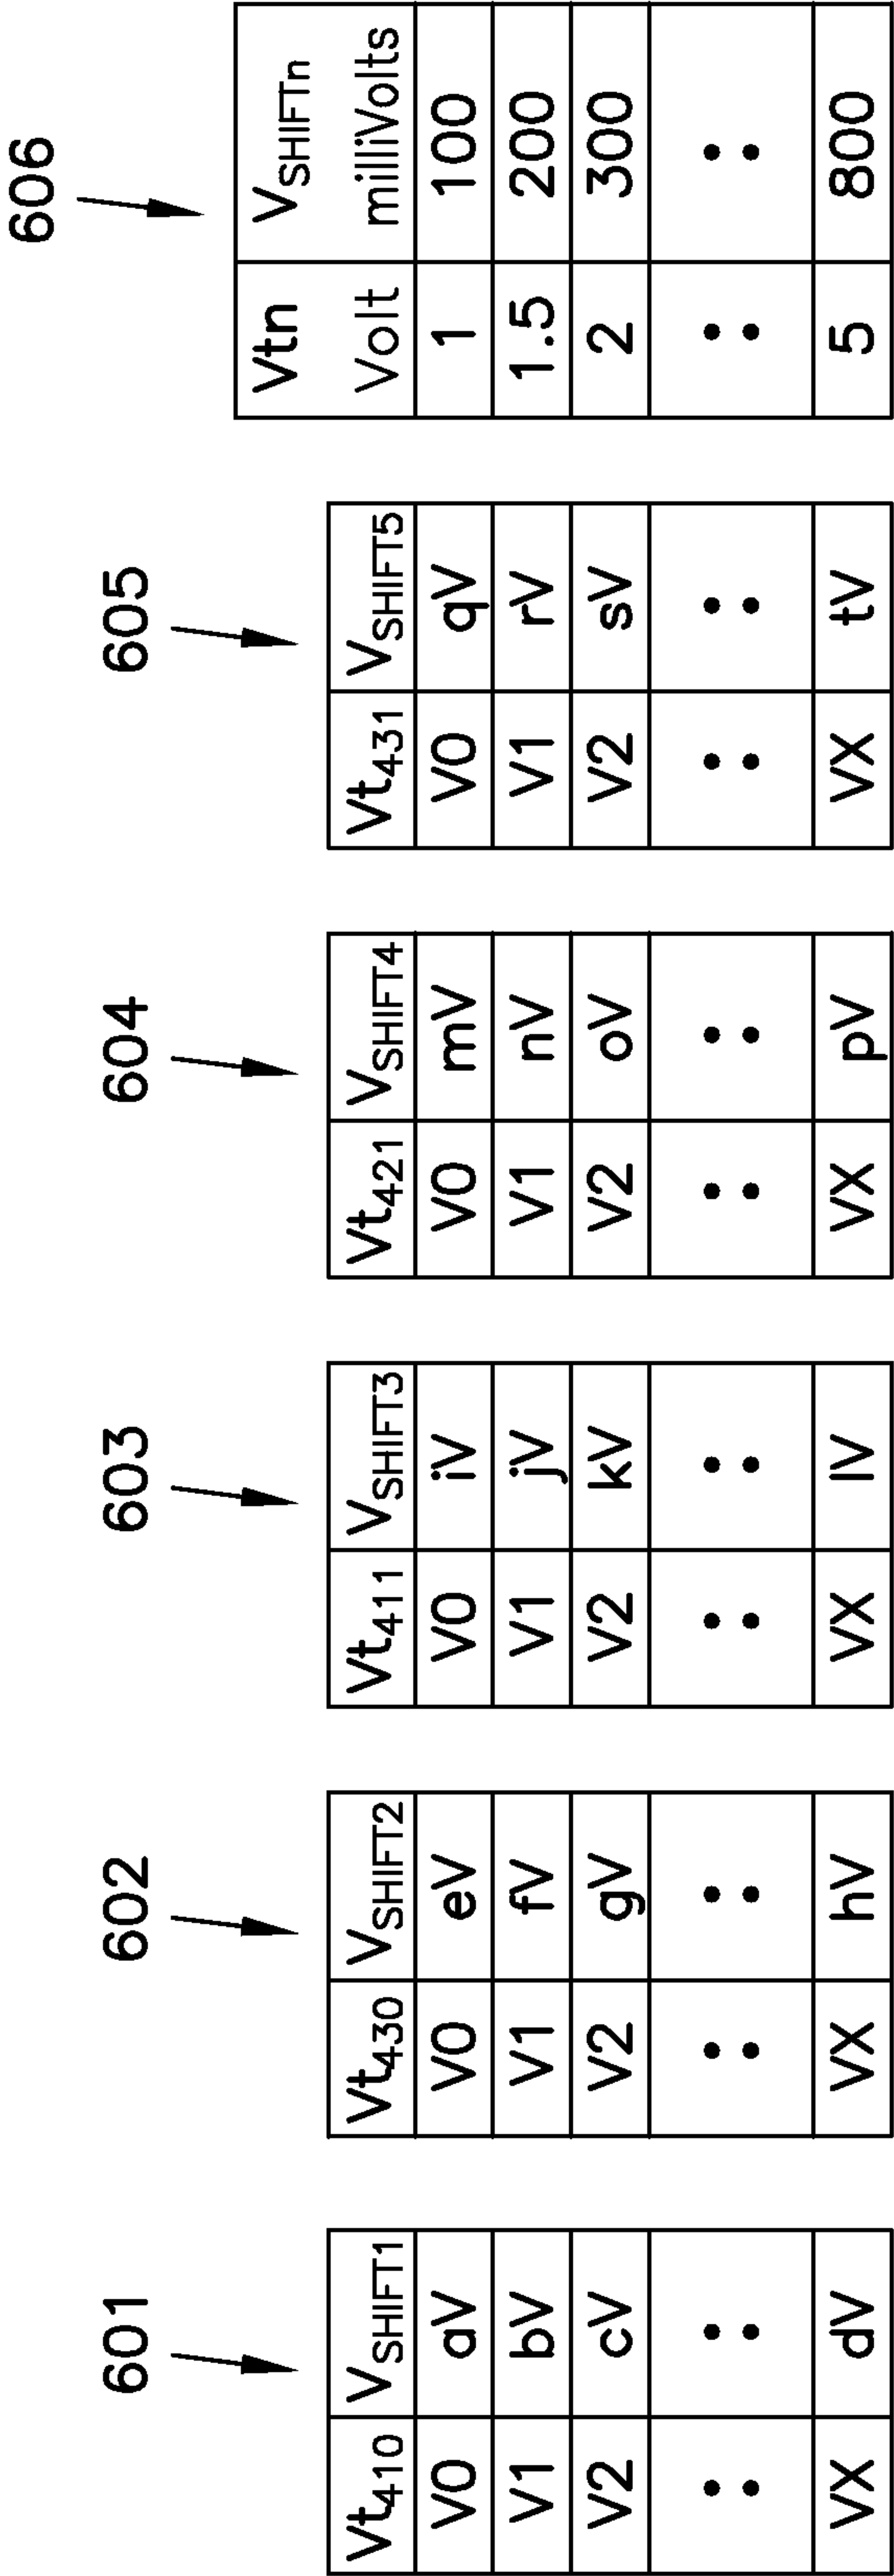 601
Vt410 VSHIFT1
V0 aV
V1 bV
V2 cV
: :
VX dV
602
Vt430 VSHIFT2
V0 eV
V1 fV
V2 gV
: :
VX hV
603
Vt411 VSHIFT3
V0 iV
V1 jV
V2 kV
: :
VX lV
604
Vt421 VSHIFT4
V0 mV
V1 nV
V2 oV
: :
VX pV
605
Vt431 VSHIFT5
V0 qV
V1 rV
V2 sV
: :
VX tV
606
Vtn VSHIFTn
Volt milliVolts
1 100
1.5 200
2 300
: :
5 800